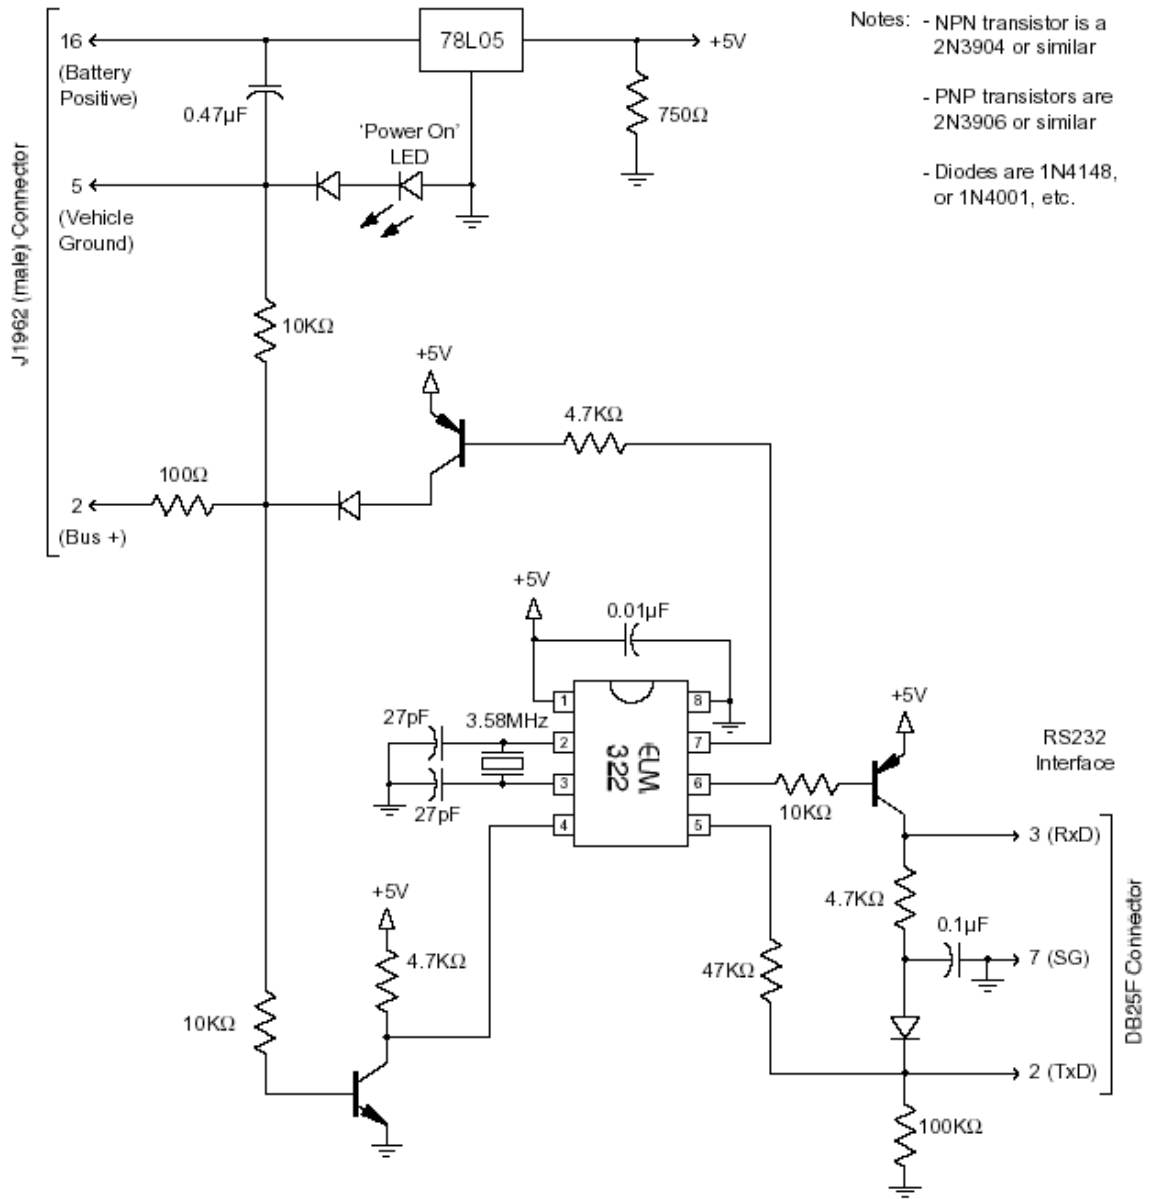 Notes: - NPN transistor is a
2N3904 or similar
- PNP transistors are
2N3906 or similar
- Diodes are 1N4148,
or 1N4001, etc.
J1962 (male) Connector
16
(Battery
Positive)
78L05
+5V
0.47µF
750Ω
'Power On'
LED
5
(Vehicle
Ground)
10KΩ
+5V
4.7KΩ
100Ω
2
(Bus +)
+5V
0.01µF
1
8
27pF
3.58MHz
2
7
3
6
27pF
4
5
ELM
322
+5V
10KΩ
RS232
Interface
3 (RxD)
4.7KΩ
0.1µF
7 (SG)
DB25F Connector
+5V
4.7KΩ
47KΩ
10KΩ
2 (TxD)
100KΩ